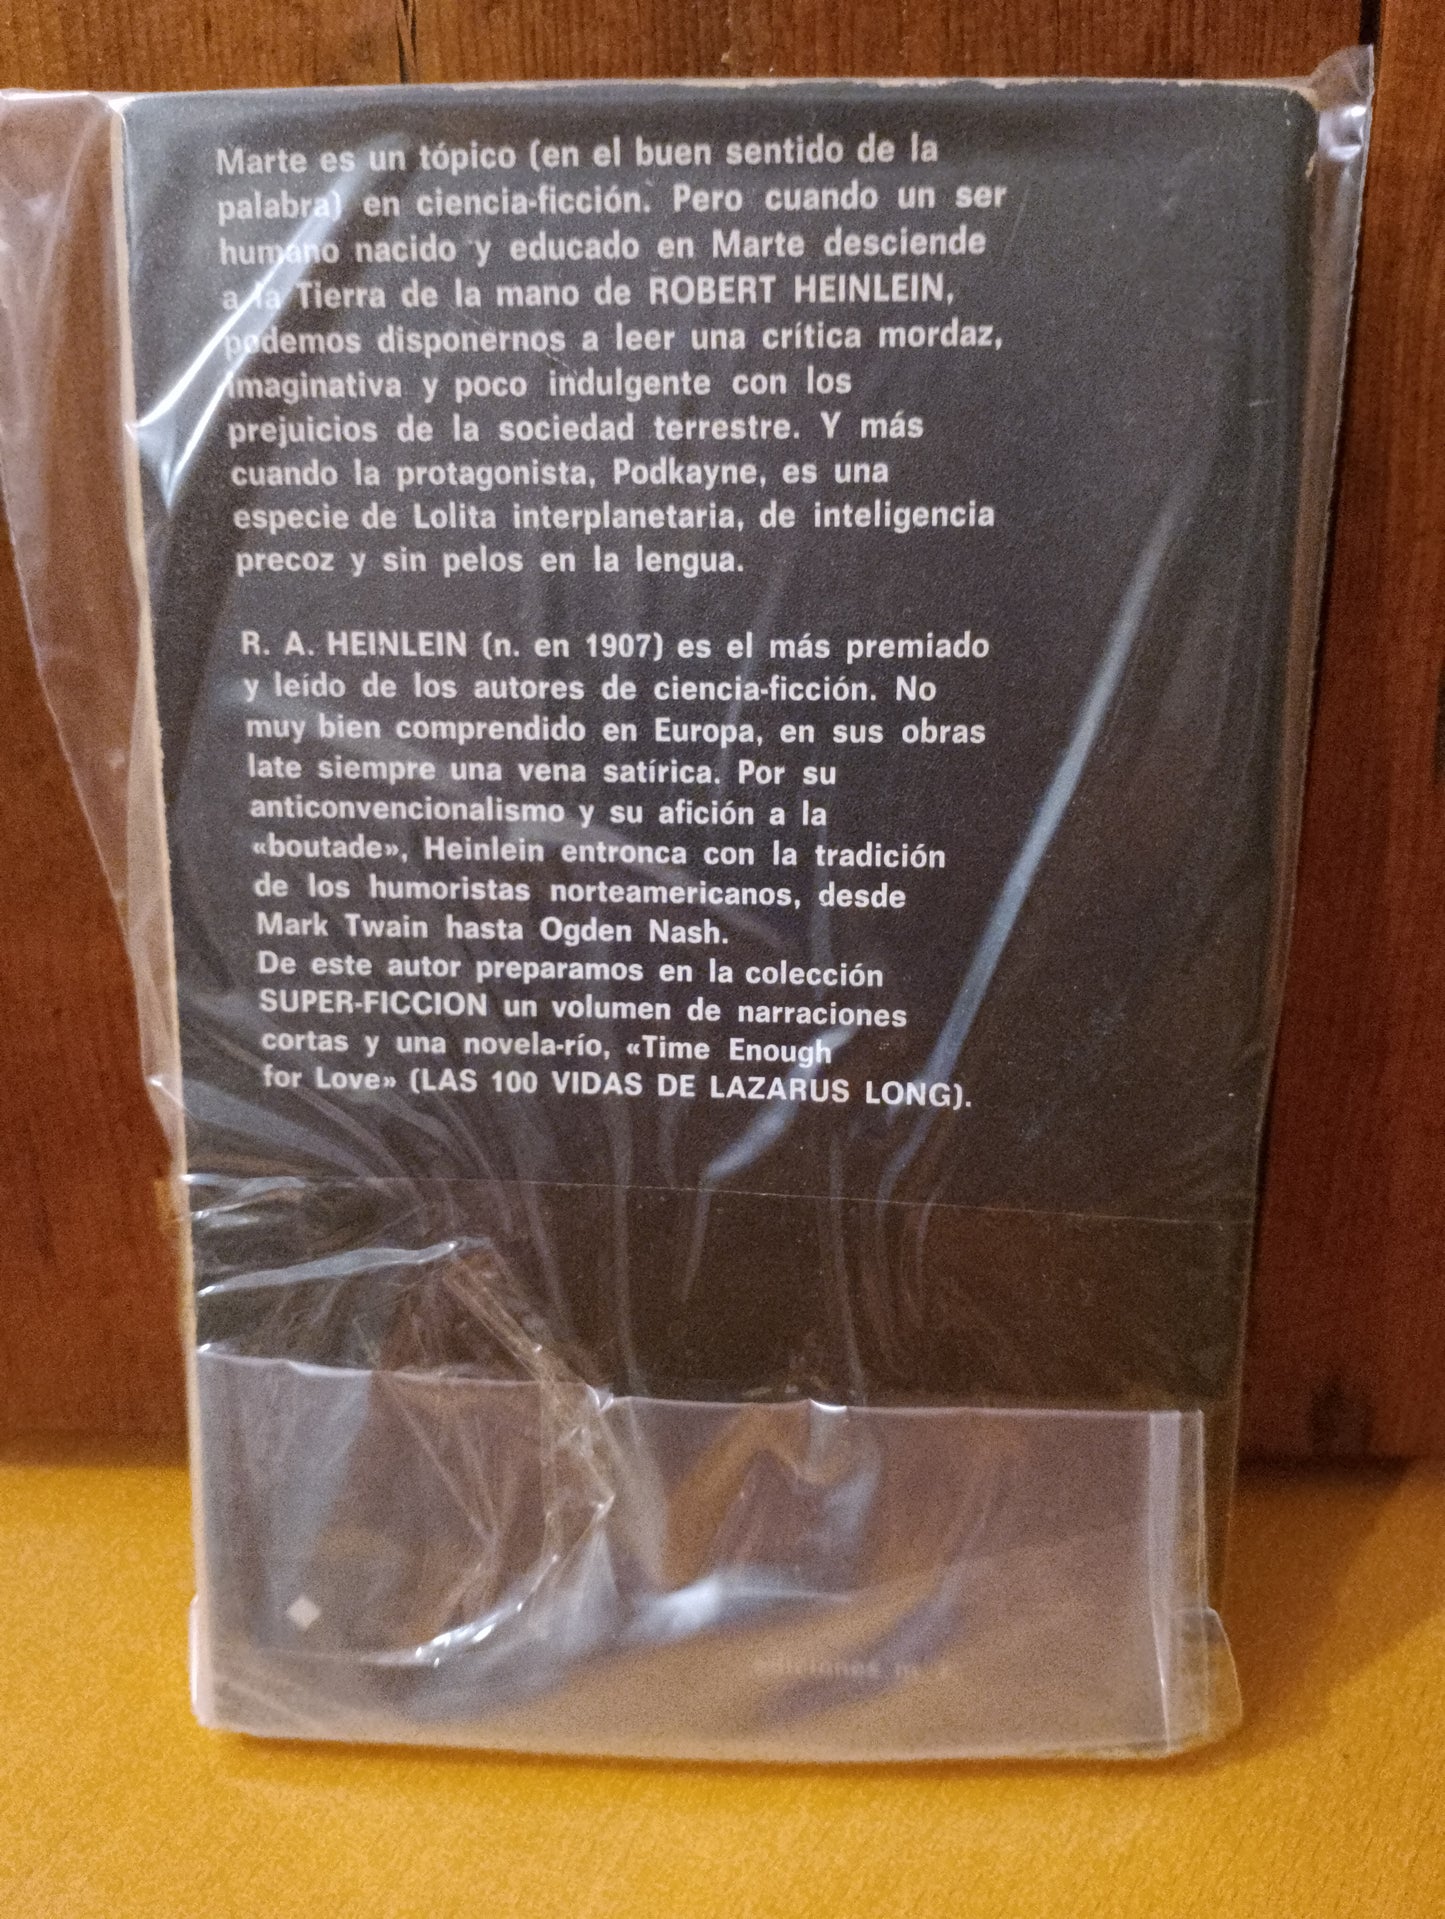 Marte es un tópico (en el buen sentido de la
palabra) en ciencia-ficción. Pero cuando un ser
humano nacido y educado en Marte desciende
a la Tierra de la mano de ROBERT HEINLEIN,
podemos disponernos a leer una crítica mordaz,
imaginativa y poco indulgente con los
prejuicios de la sociedad terrestre. Y más
cuando la protagonista, Podkayne, es una
especie de Lolita interplanetaria, de inteligencia
precoz y sin pelos en la lengua.
R. A. HEINLEIN (n. en 1907) es el más premiado
y leído de los autores de ciencia-ficción. No
muy bien comprendido en Europa, en sus obras
late siempre una vena satírica. Por su
anticonvencionalismo y su afición a la
«boutade», Heinlein entronca con la tradición
de los humoristas norteamericanos, desde
Mark Twain hasta Ogden Nash.
De este autor preparamos en la colección
SUPER-FICCION un volumen de narraciones
cortas y una novela-río, «Time Enough
for Love» (LAS 100 VIDAS DE LAZARUS LONG).
ediciones